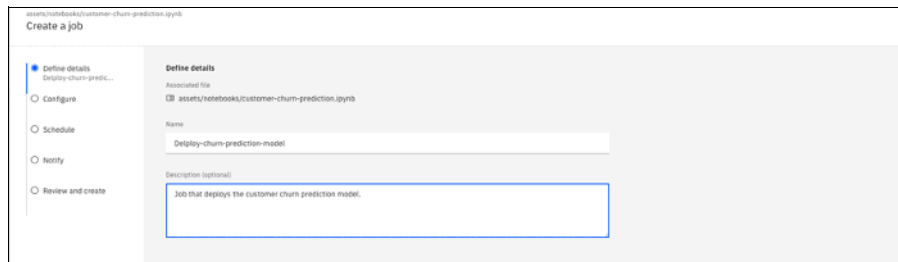 assets/notebooks/customer-churn-prediction.ipynb
Create a job
Define details
Delploy-churn-predic...
Configure
Schedule
Notify
Review and create
Define details
Associated file
assets/notebooks/customer-churn-prediction.ipynb
Name
Delploy-churn-prediction-model
Description (optional)
Job that deploys the customer churn prediction model.